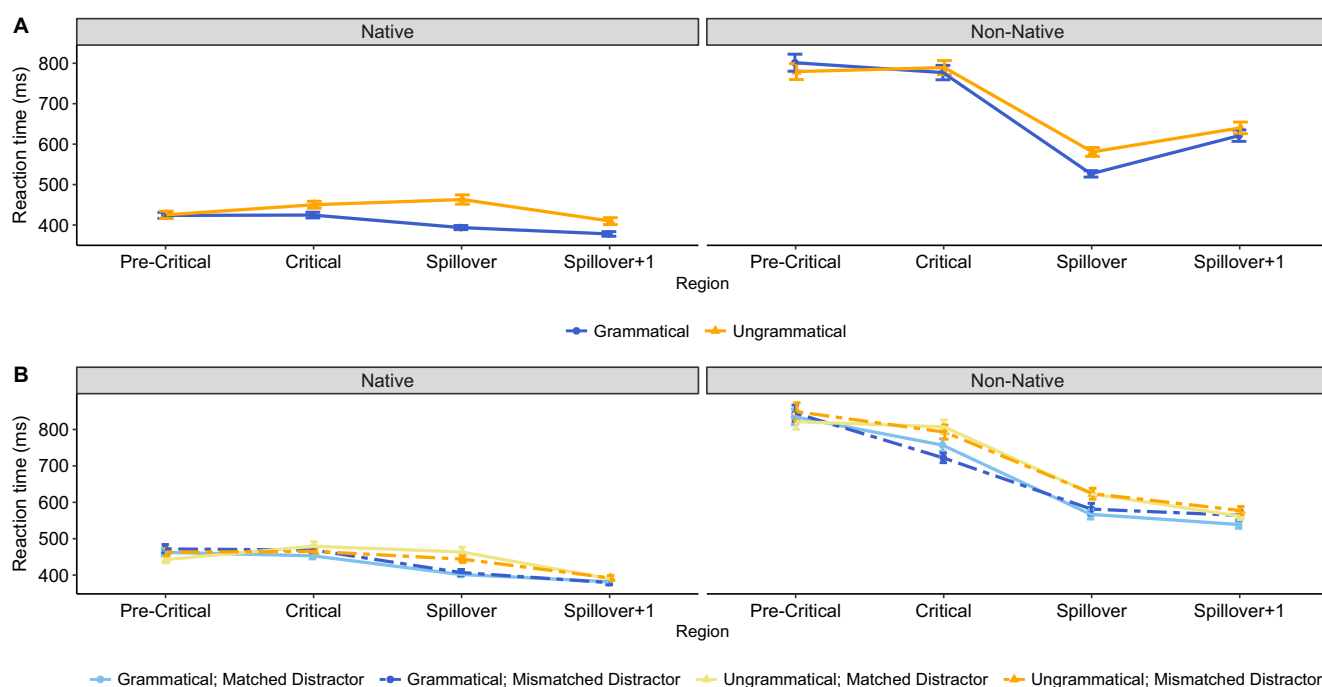 A
Native
Non-Native
Reaction time (ms)
800
700
600
500
400
Pre-Critical
Critical
Spillover
Spillover+1
Pre-Critical
Critical
Spillover
Spillover+1
Region
Grammatical
Ungrammatical
B
Native
Non-Native
Reaction time (ms)
800
700
600
500
400
Pre-Critical
Critical
Spillover
Spillover+1
Pre-Critical
Critical
Spillover
Spillover+1
Region
Grammatical; Matched Distractor
Grammatical; Mismatched Distractor
Ungrammatical; Matched Distractor
Ungrammatical; Mismatched Distractor